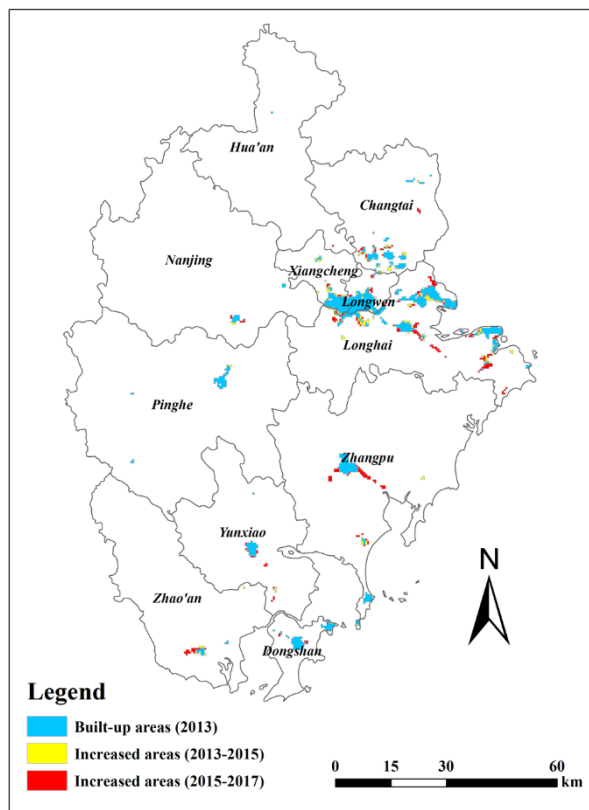 Hua'an
Changtai
Nanjing
Xiangcheng
Longwen
Longhai
Pinghe
Zhangpu
Yunxiao
N
Zhao'an
Dongshan
Legend
Built-up areas (2013)
Increased areas (2013-2015)
Increased areas (2015-2017)
0 15 30 60
km